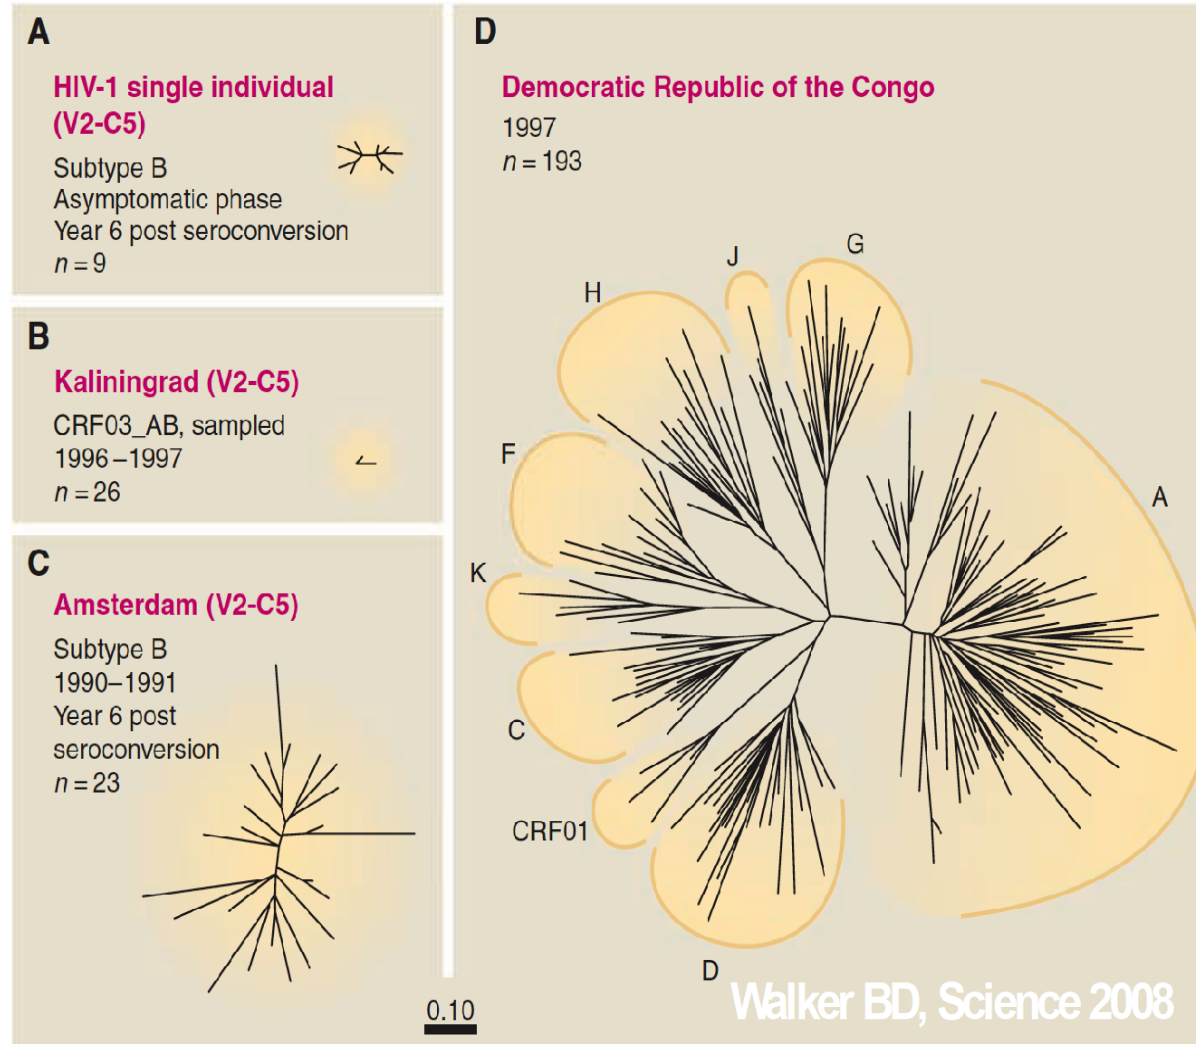 A
HIV-1 single individual
(V2-C5)
Subtype B
Asymptomatic phase
Year 6 post seroconversion
n = 9
B
Kaliningrad (V2-C5)
CRF03_AB, sampled
1996–1997
n = 26
C
Amsterdam (V2-C5)
Subtype B
1990–1991
Year 6 post
seroconversion
n = 23
0.10
D
Democratic Republic of the Congo
1997
n = 193
G
J
H
F
A
K
C
CRF01
D
Walker BD, Science 2008